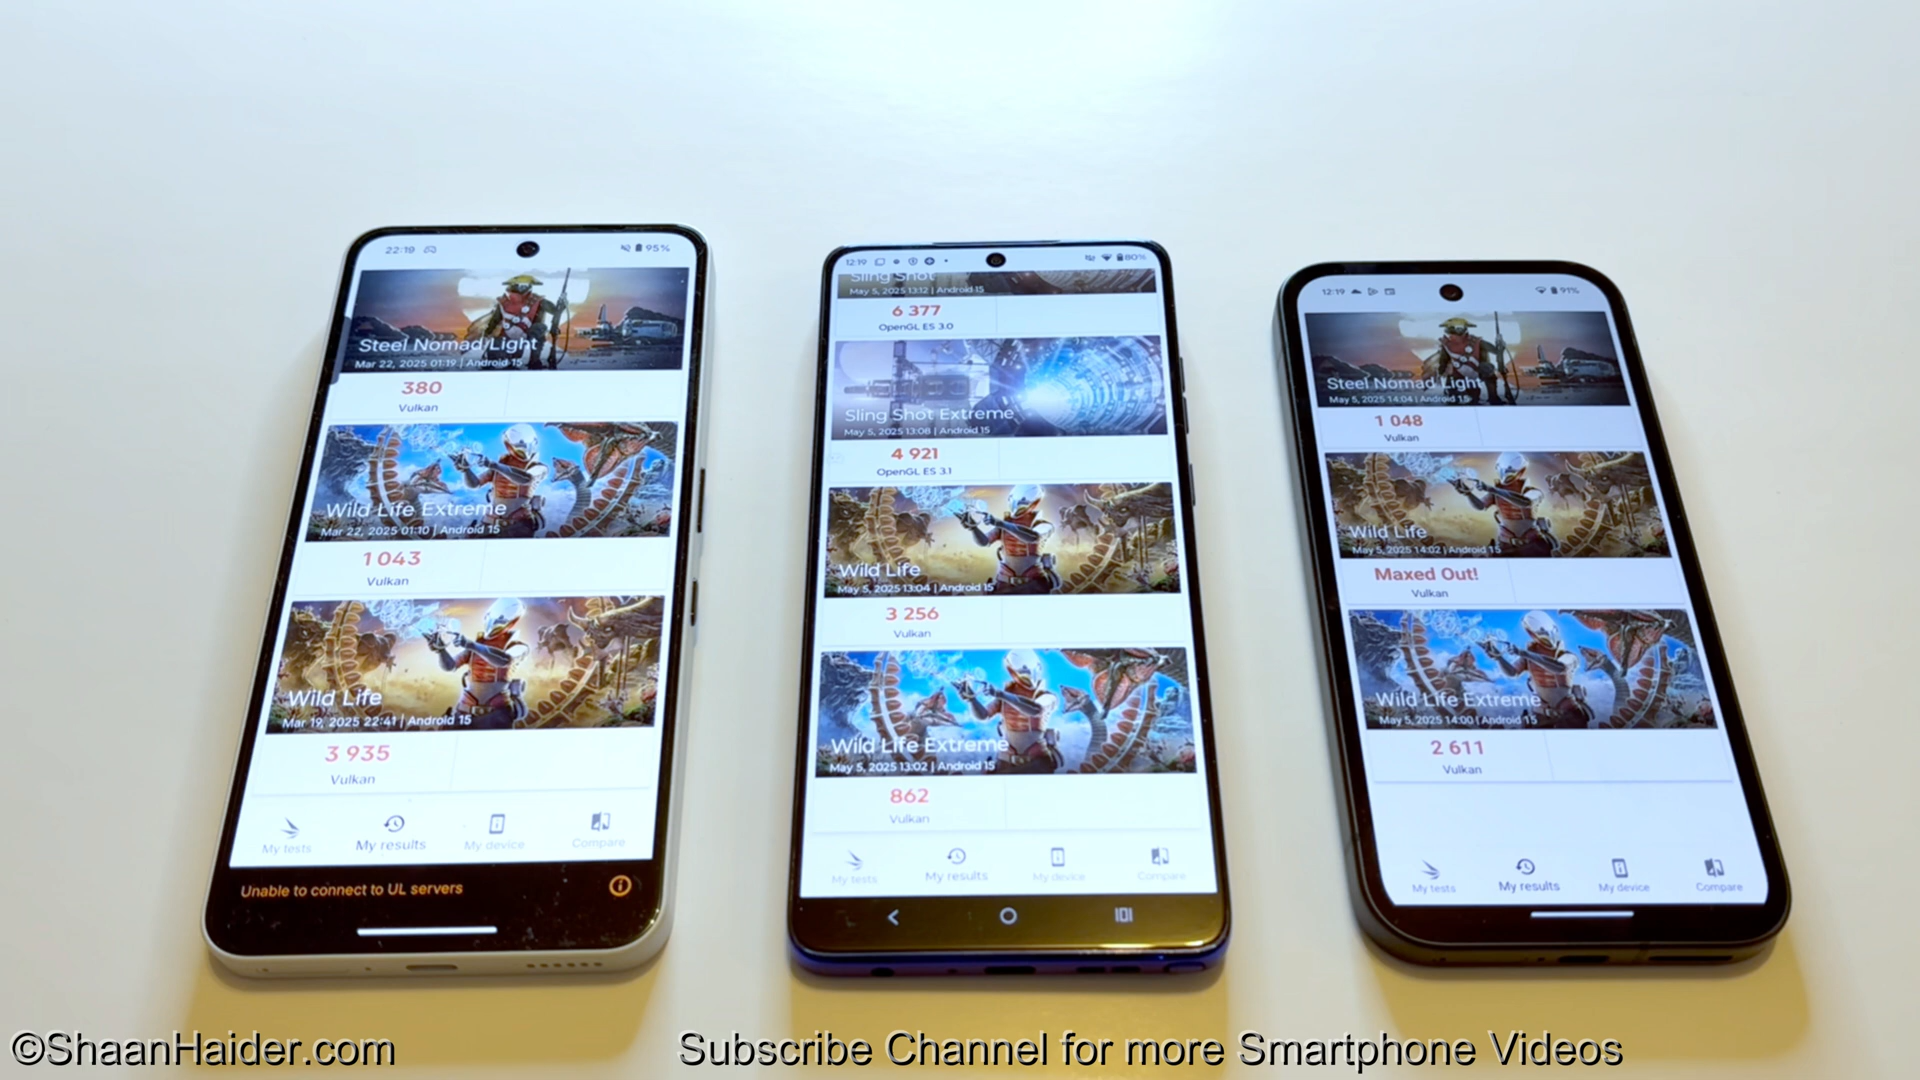 22:19
95%
Steel Nomad Light
Mar 22, 2025 01:19 | Android 15
380
Vulkan
Wild Life Extreme
Mar 22, 2025 01:10 | Android 15
1 043
Vulkan
Wild Life
Mar 19, 2025 22:41 | Android 15
3 935
Vulkan
My tests
My results
My device
Compare
Unable to connect to UL servers
12:19
80%
Sling Shot
May 5, 2025 13:12 | Android 15
6 377
OpenGL ES 3.0
Sling Shot Extreme
May 5, 2025 13:08 | Android 15
4 921
OpenGL ES 3.1
Wild Life
May 5, 2025 13:04 | Android 15
3 256
Vulkan
Wild Life Extreme
May 5, 2025 13:02 | Android 15
862
Vulkan
My tests
My results
My device
Compare
12:19
91%
Steel Nomad Light
May 5, 2025 14:04 | Android 15
1 048
Vulkan
Wild Life
May 5, 2025 14:02 | Android 15
Maxed Out!
Vulkan
Wild Life Extreme
May 5, 2025 14:00 | Android 15
2 611
Vulkan
My tests
My results
My device
Compare
©ShaanHaider.com
Subscribe Channel for more Smartphone Videos